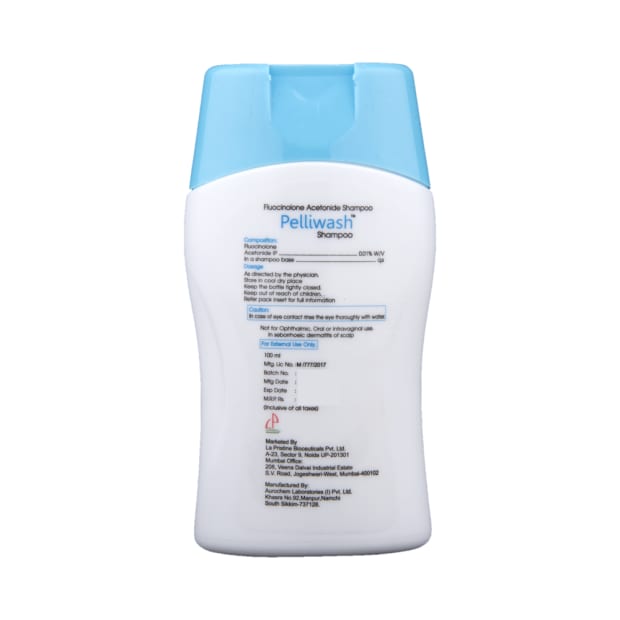 Fluocinolone Acetonide Shampoo
Pelliwash™
Shampoo
Composition:
Fluocinolone
Acetonide IP 0.01% W/V
In a shampoo base qs
Dosage
As directed by the physician.
Store in cool dry place
Keep the bottle tightly closed.
Keep out of reach of children...
Refer pack insert for full information
Caution:
In case of eye contact rinse the eye thoroughly with water.
Not for Ophthalmic, Oral or Intravaginal use.
In seborrhoeic dermatitis of scalp
For External Use Only.
100 ml
Mfg. Lic No. : M /777/2017
Batch No. :
Mfg Date :
Exp Date :
M.R.P. Rs :
(Inclusive of all taxes)
Marketed By
La Pristine Bioceuticals Pvt. Ltd.
A-23, Sector 9, Noida UP-201301
Mumbai Office:
208, Veena Dalvai Industrial Estate
S.V. Road, Jogeshwari-West, Mumbai-400102
Manufactured By:
Aurochem Laboratories (I) Pvt. Ltd.
Khasra No.92,Manpur,Namchi
South Sikkim-737128.